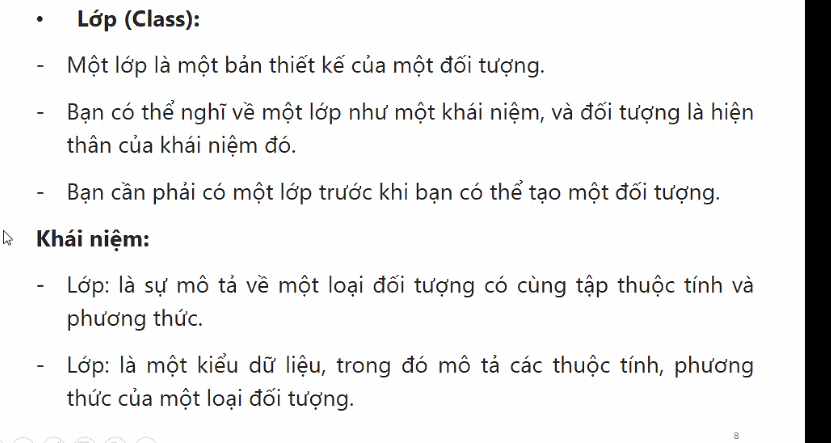 • Lớp (Class):
- Một lớp là một bản thiết kế của một đối tượng.
- Bạn có thể nghĩ về một lớp như một khái niệm, và đối tượng là hiện
thân của khái niệm đó.
- Bạn cần phải có một lớp trước khi bạn có thể tạo một đối tượng.
Khái niệm:
- Lớp: là sự mô tả về một loại đối tượng có cùng tập thuộc tính và
phương thức.
- Lớp: là một kiểu dữ liệu, trong đó mô tả các thuộc tính, phương
thức của một loại đối tượng.
8